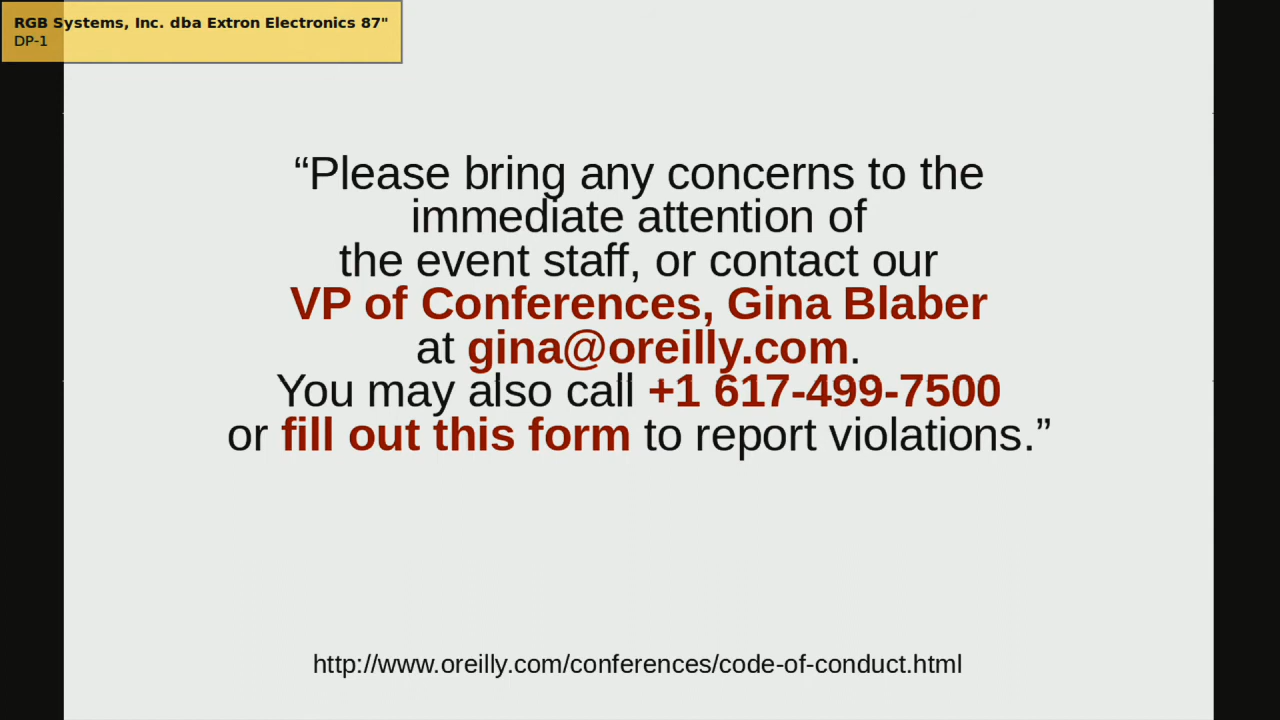 RGB Systems, Inc. dba Extron Electronics 87"
DP-1
“Please bring any concerns to the
immediate attention of
the event staff, or contact our
VP of Conferences, Gina Blaber
at gina@oreilly.com.
You may also call +1 617-499-7500
or fill out this form to report violations.”
http://www.oreilly.com/conferences/code-of-conduct.html